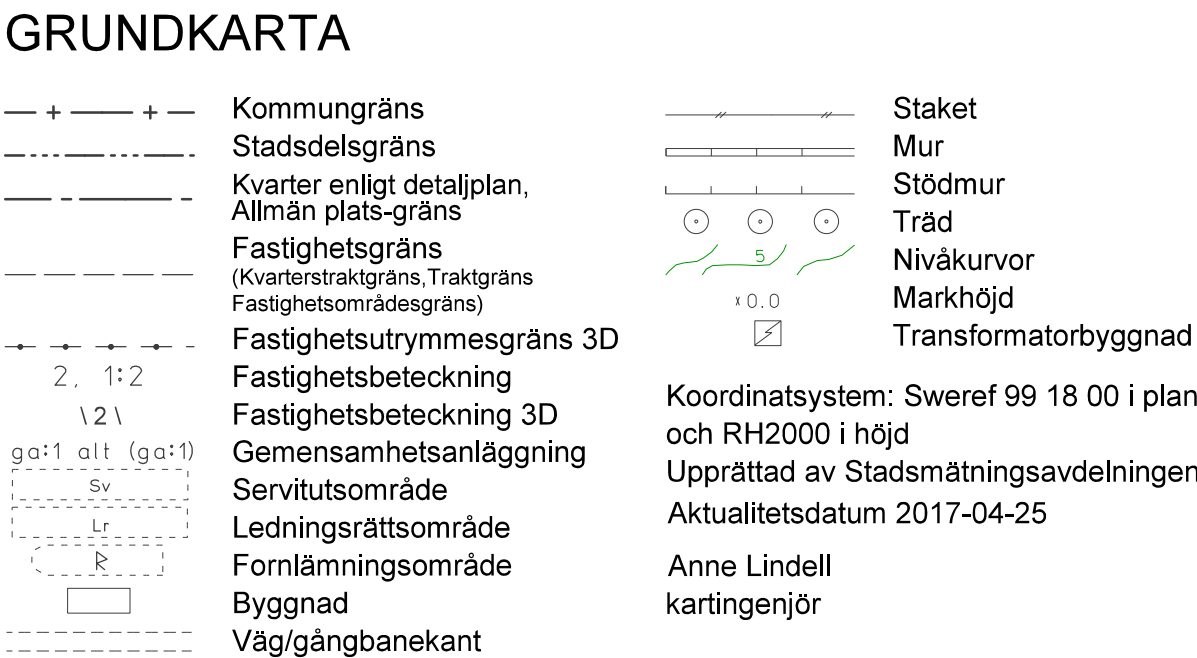 GRUNDKARTA
Kommungräns
Stadsdelsgräns
Kvarter enligt detaljplan,
Allmän plats-gräns
Fastighetsgräns
(Kvarterstraktgräns,Traktgräns
Fastighetsområdesgräns)
Fastighetsutrymmesgräns 3D
2, 1:2 Fastighetsbeteckning
\2\ Fastighetsbeteckning 3D
ga:1 alt (ga:1) Gemensamhetsanläggning
Sv Servitutsområde
Lr Ledningsrättsområde
R Fornlämningsområde
Byggnad
Väg/gångbanekant
Staket
Mur
Stödmur
Träd
5 Nivåkurvor
x 0.0 Markhöjd
Transformatorbyggnad
Koordinatsystem: Sweref 99 18 00 i plan
och RH2000 i höjd
Upprättad av Stadsmätningsavdelningen
Aktualitetsdatum 2017-04-25
Anne Lindell
kartingenjör